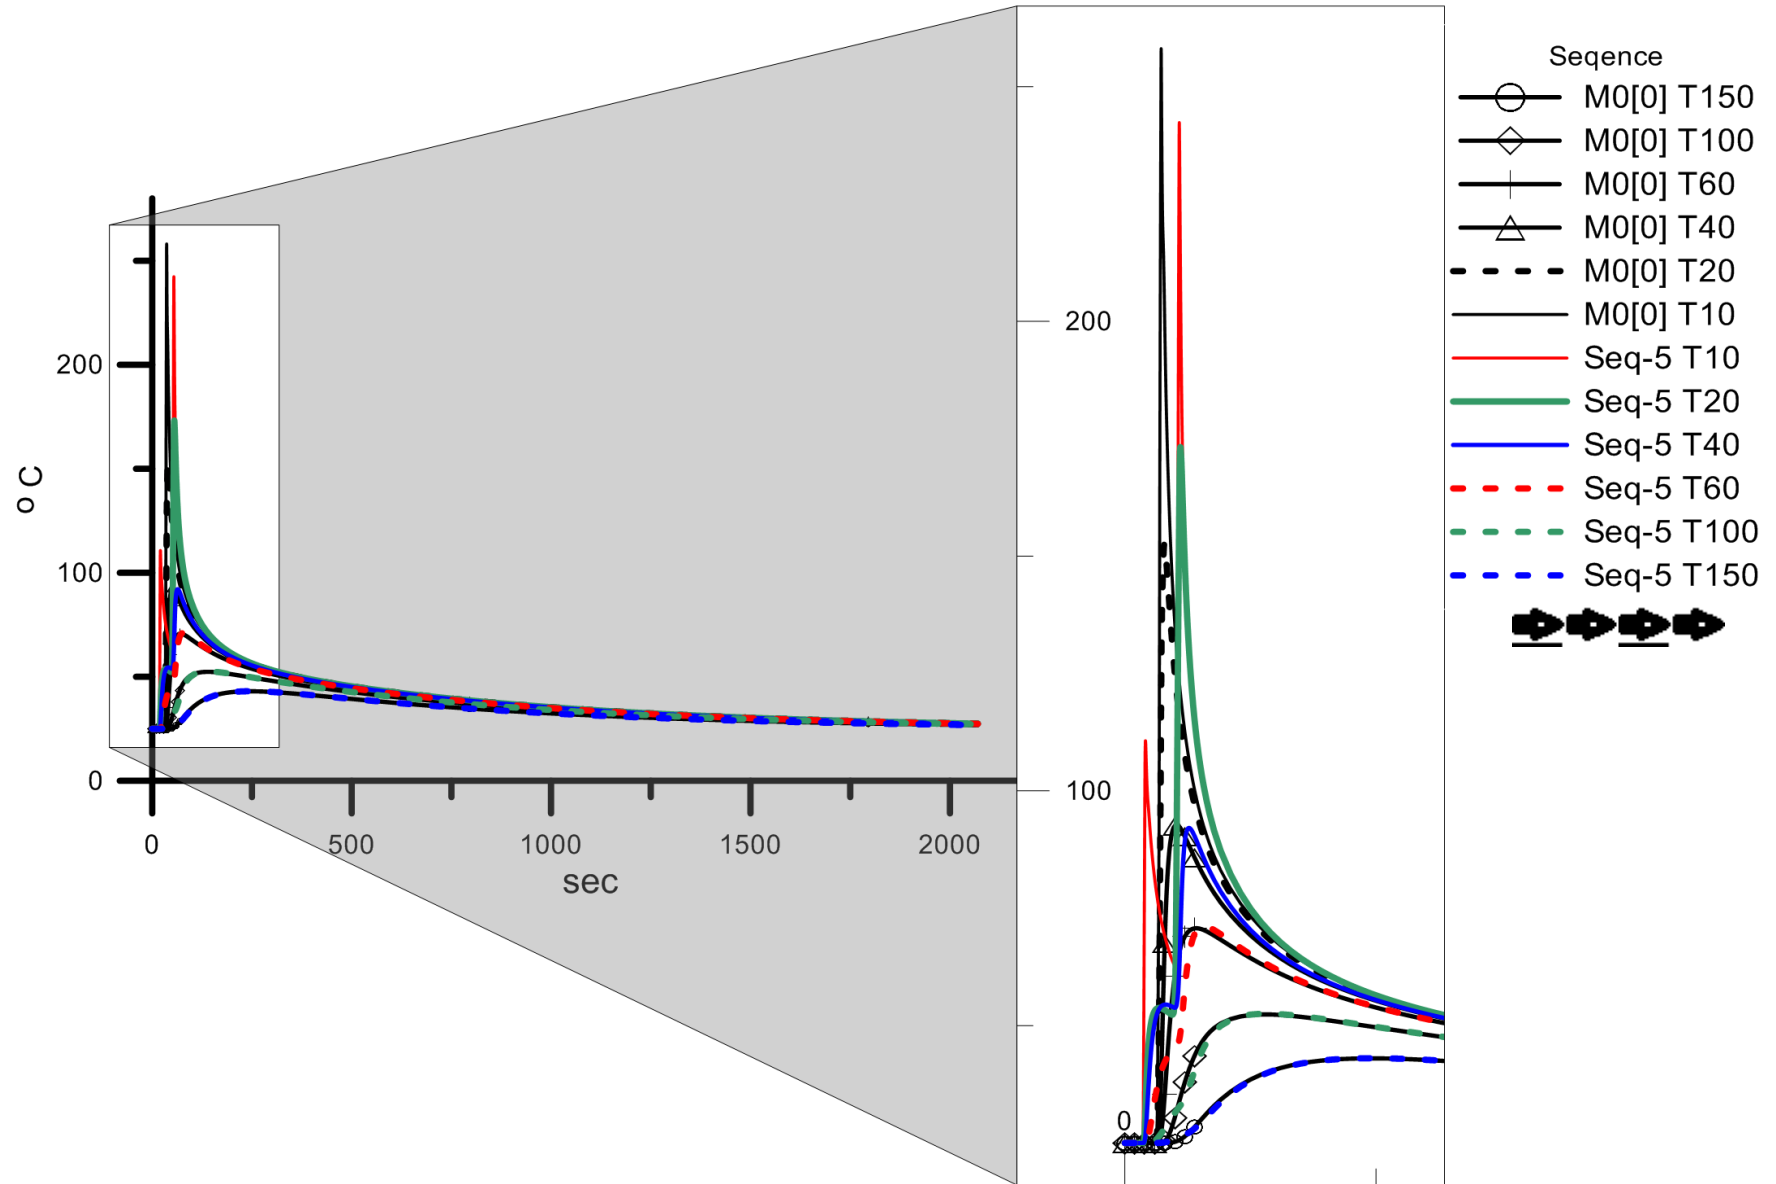 Seqence
M0[0] T150
M0[0] T100
M0[0] T60
M0[0] T40
M0[0] T20
M0[0] T10
Seq-5 T10
Seq-5 T20
Seq-5 T40
Seq-5 T60
Seq-5 T100
Seq-5 T150
200
100
0
200
100
0
°C
0 500 1000 1500 2000
sec